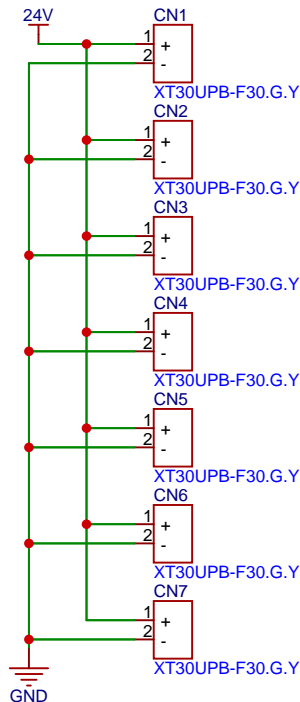 24V
CN1
1 +
2 -
XT30UPB-F30.G.Y
CN2
1 +
2 -
XT30UPB-F30.G.Y
CN3
1 +
2 -
XT30UPB-F30.G.Y
CN4
1 +
2 -
XT30UPB-F30.G.Y
CN5
1 +
2 -
XT30UPB-F30.G.Y
CN6
1 +
2 -
XT30UPB-F30.G.Y
CN7
1 +
2 -
XT30UPB-F30.G.Y
GND